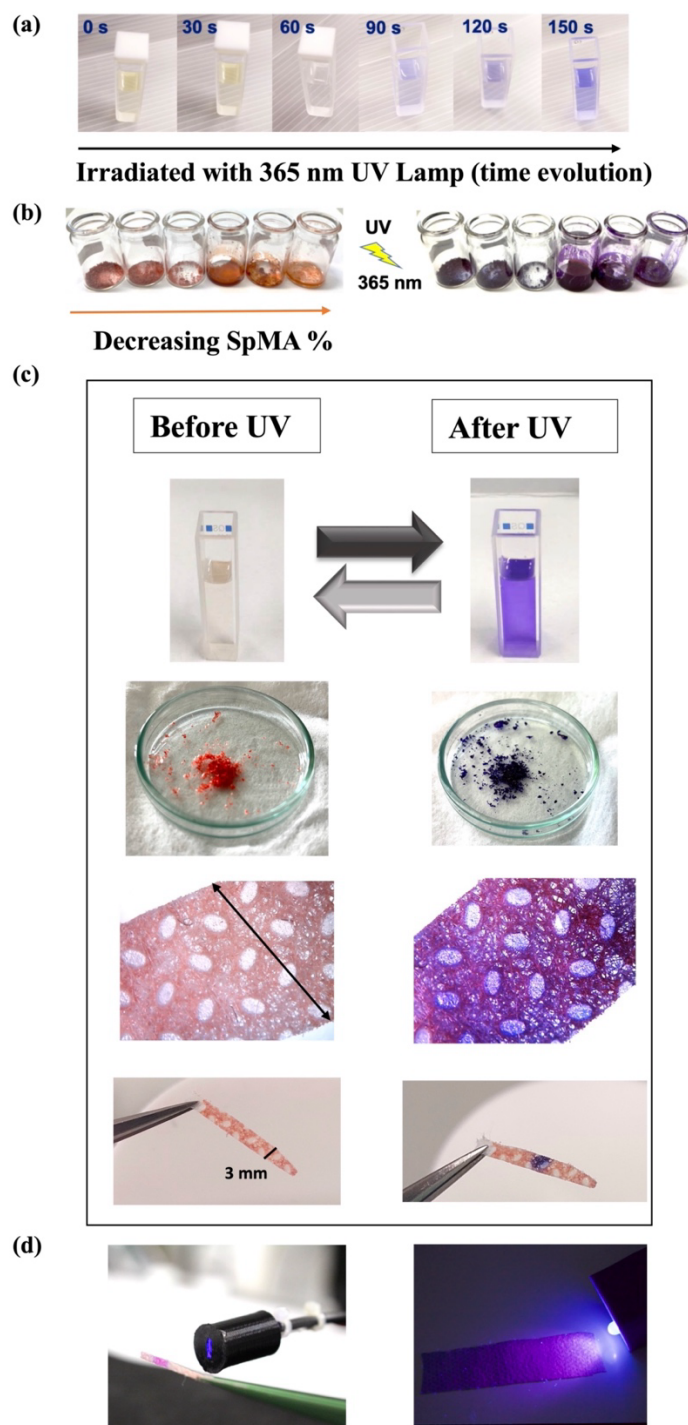 (a)
0 s 30 s 60 s 90 s 120 s 150 s
Irradiated with 365 nm UV Lamp (time evolution)
(b)
UV
365 nm
Decreasing SpMA %
(c)
Before UV
After UV
3 mm
(d)